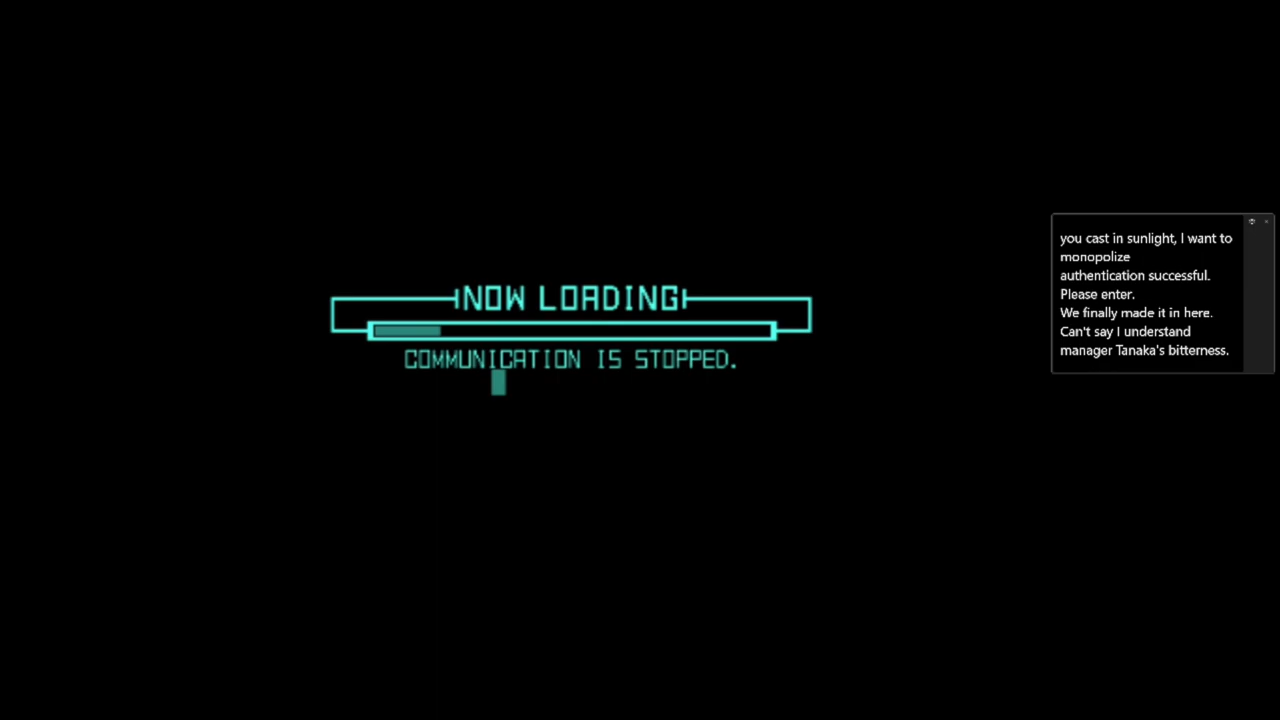 NOW LOADING
COMMUNICATION IS STOPPED.
you cast in sunlight, I want to
monopolize
authentication successful.
Please enter.
We finally made it in here.
Can't say I understand
manager Tanaka's bitterness.